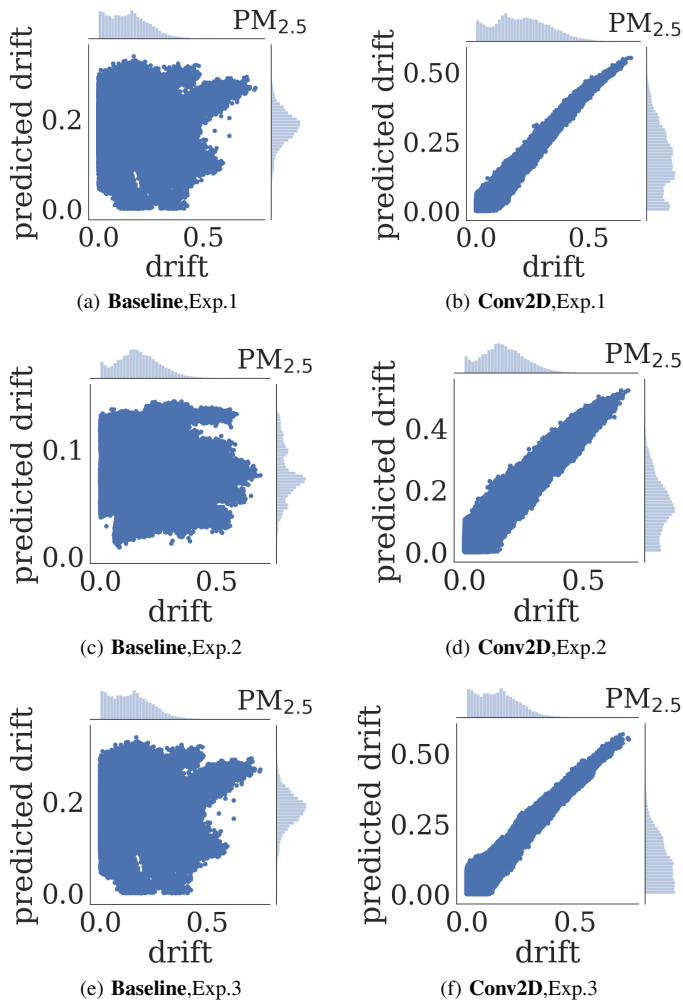 PM2.5
predicted drift
0.2
0.0
0.0 0.5
drift
(a) Baseline,Exp.1
PM2.5
predicted drift
0.50
0.25
0.00
0.0 0.5
drift
(b) Conv2D,Exp.1
PM2.5
predicted drift
0.1
0.0
0.0 0.5
drift
(c) Baseline,Exp.2
PM2.5
predicted drift
0.4
0.2
0.0
0.0 0.5
drift
(d) Conv2D,Exp.2
PM2.5
predicted drift
0.2
0.0
0.0 0.5
drift
(e) Baseline,Exp.3
PM2.5
predicted drift
0.50
0.25
0.00
0.0 0.5
drift
(f) Conv2D,Exp.3